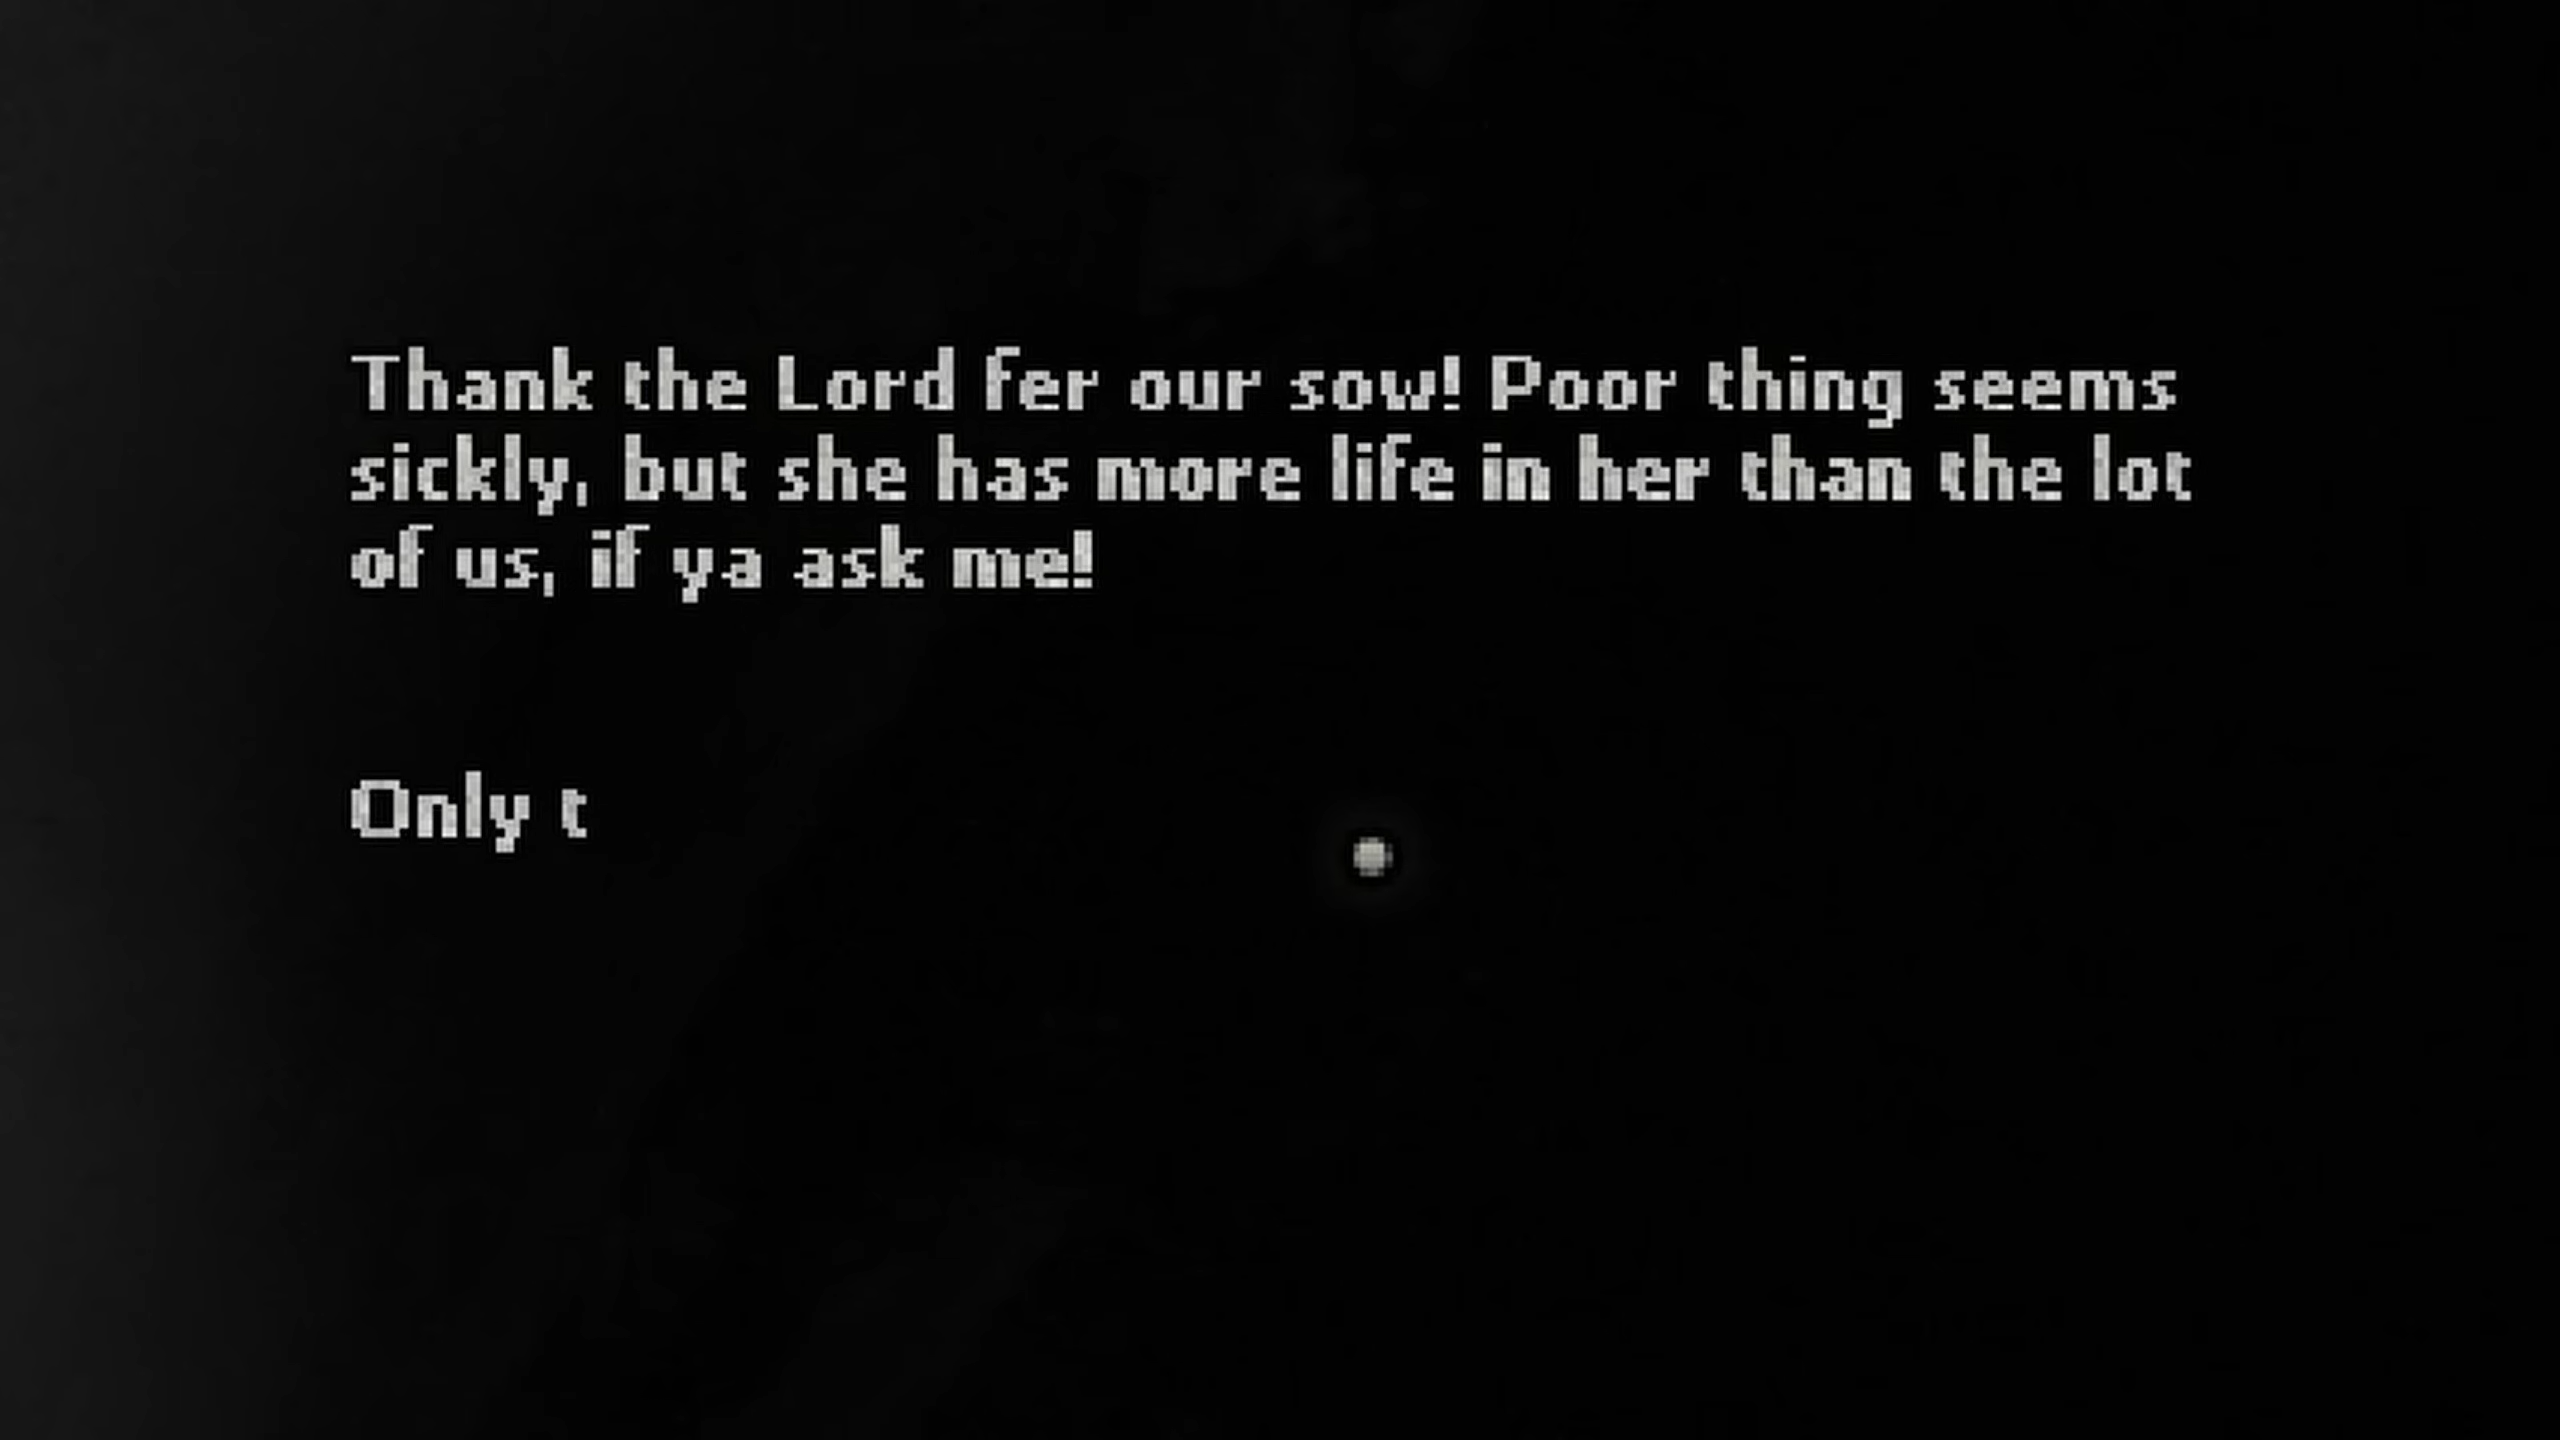 Thank the Lord fer our sow! Poor thing seems
sickly, but she has more life in her than the lot
of us, if ya ask me!
Only t